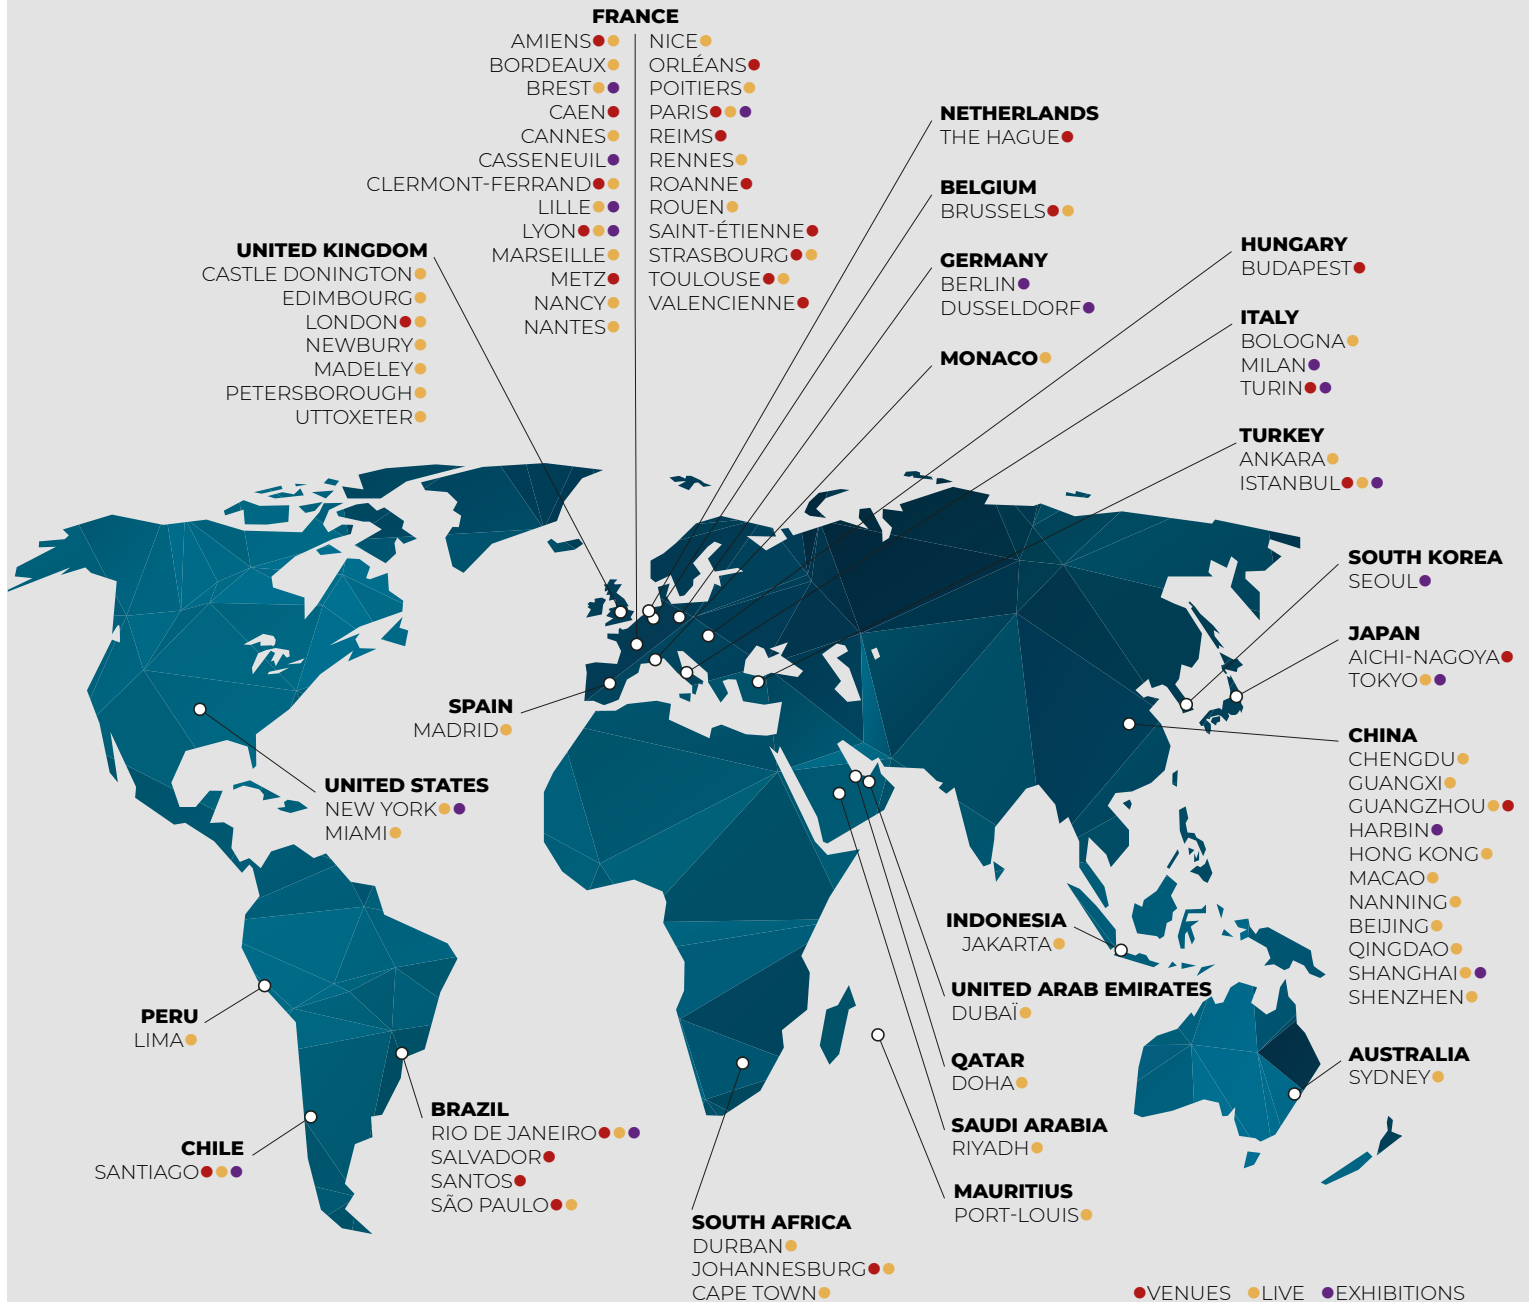 FRANCE
AMIENS
BORDEAUX
BREST
CAEN
CANNES
CASSENEUIL
CLERMONT-FERRAND
LILLE
LYON
MARSEILLE
METZ
NANCY
NANTES
NICE
ORLÉANS
POITIERS
PARIS
REIMS
RENNES
ROANNE
ROUEN
SAINT-ÉTIENNE
STRASBOURG
TOULOUSE
VALENCIENNE
UNITED KINGDOM
CASTLE DONINGTON
EDIMBOURG
LONDON
NEWBURY
MADELEY
PETERSBOROUGH
UTTOXETER
NETHERLANDS
THE HAGUE
BELGIUM
BRUSSELS
GERMANY
BERLIN
DUSSELDORF
MONACO
HUNGARY
BUDAPEST
ITALY
BOLOGNA
MILAN
TURIN
TURKEY
ANKARA
ISTANBUL
SOUTH KOREA
SEOUL
JAPAN
AICHI-NAGOYA
TOKYO
CHINA
CHENGDU
GUANGXI
GUANGZHOU
HARBIN
HONG KONG
MACAO
NANNING
BEIJING
QINGDAO
SHANGHAI
SHENZHEN
SPAIN
MADRID
UNITED STATES
NEW YORK
MIAMI
INDONESIA
JAKARTA
UNITED ARAB EMIRATES
DUBAÏ
QATAR
DOHA
SAUDI ARABIA
RIYADH
MAURITIUS
PORT-LOUIS
AUSTRALIA
SYDNEY
PERU
LIMA
CHILE
SANTIAGO
BRAZIL
RIO DE JANEIRO
SALVADOR
SANTOS
SÃO PAULO
SOUTH AFRICA
DURBAN
JOHANNESBURG
CAPE TOWN
VENUES LIVE EXHIBITIONS